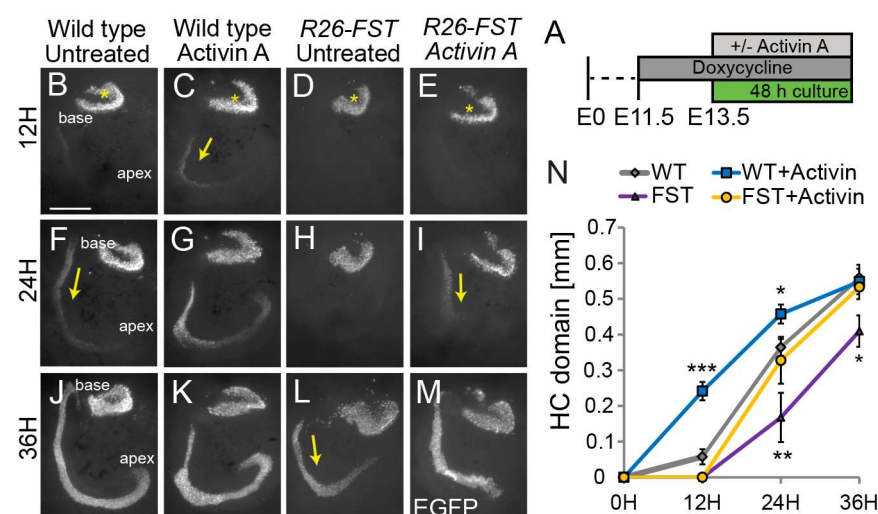 Wild type Untreated
Wild type Activin A
R26-FST Untreated
R26-FST Activin A
12H
B
*
base
apex
C
*
D
*
E
*
24H
F
base
apex
G
H
I
36H
J
base
apex
K
L
M
EGFP
A
+/- Activin A
Doxycycline
48 h culture
E0 E11.5 E13.5
N
WT
WT+Activin
FST
FST+Activin
HC domain [mm]
0.7
0.6
0.5
0.4
0.3
0.2
0.1
0
***
*
**
*
0H 12H 24H 36H